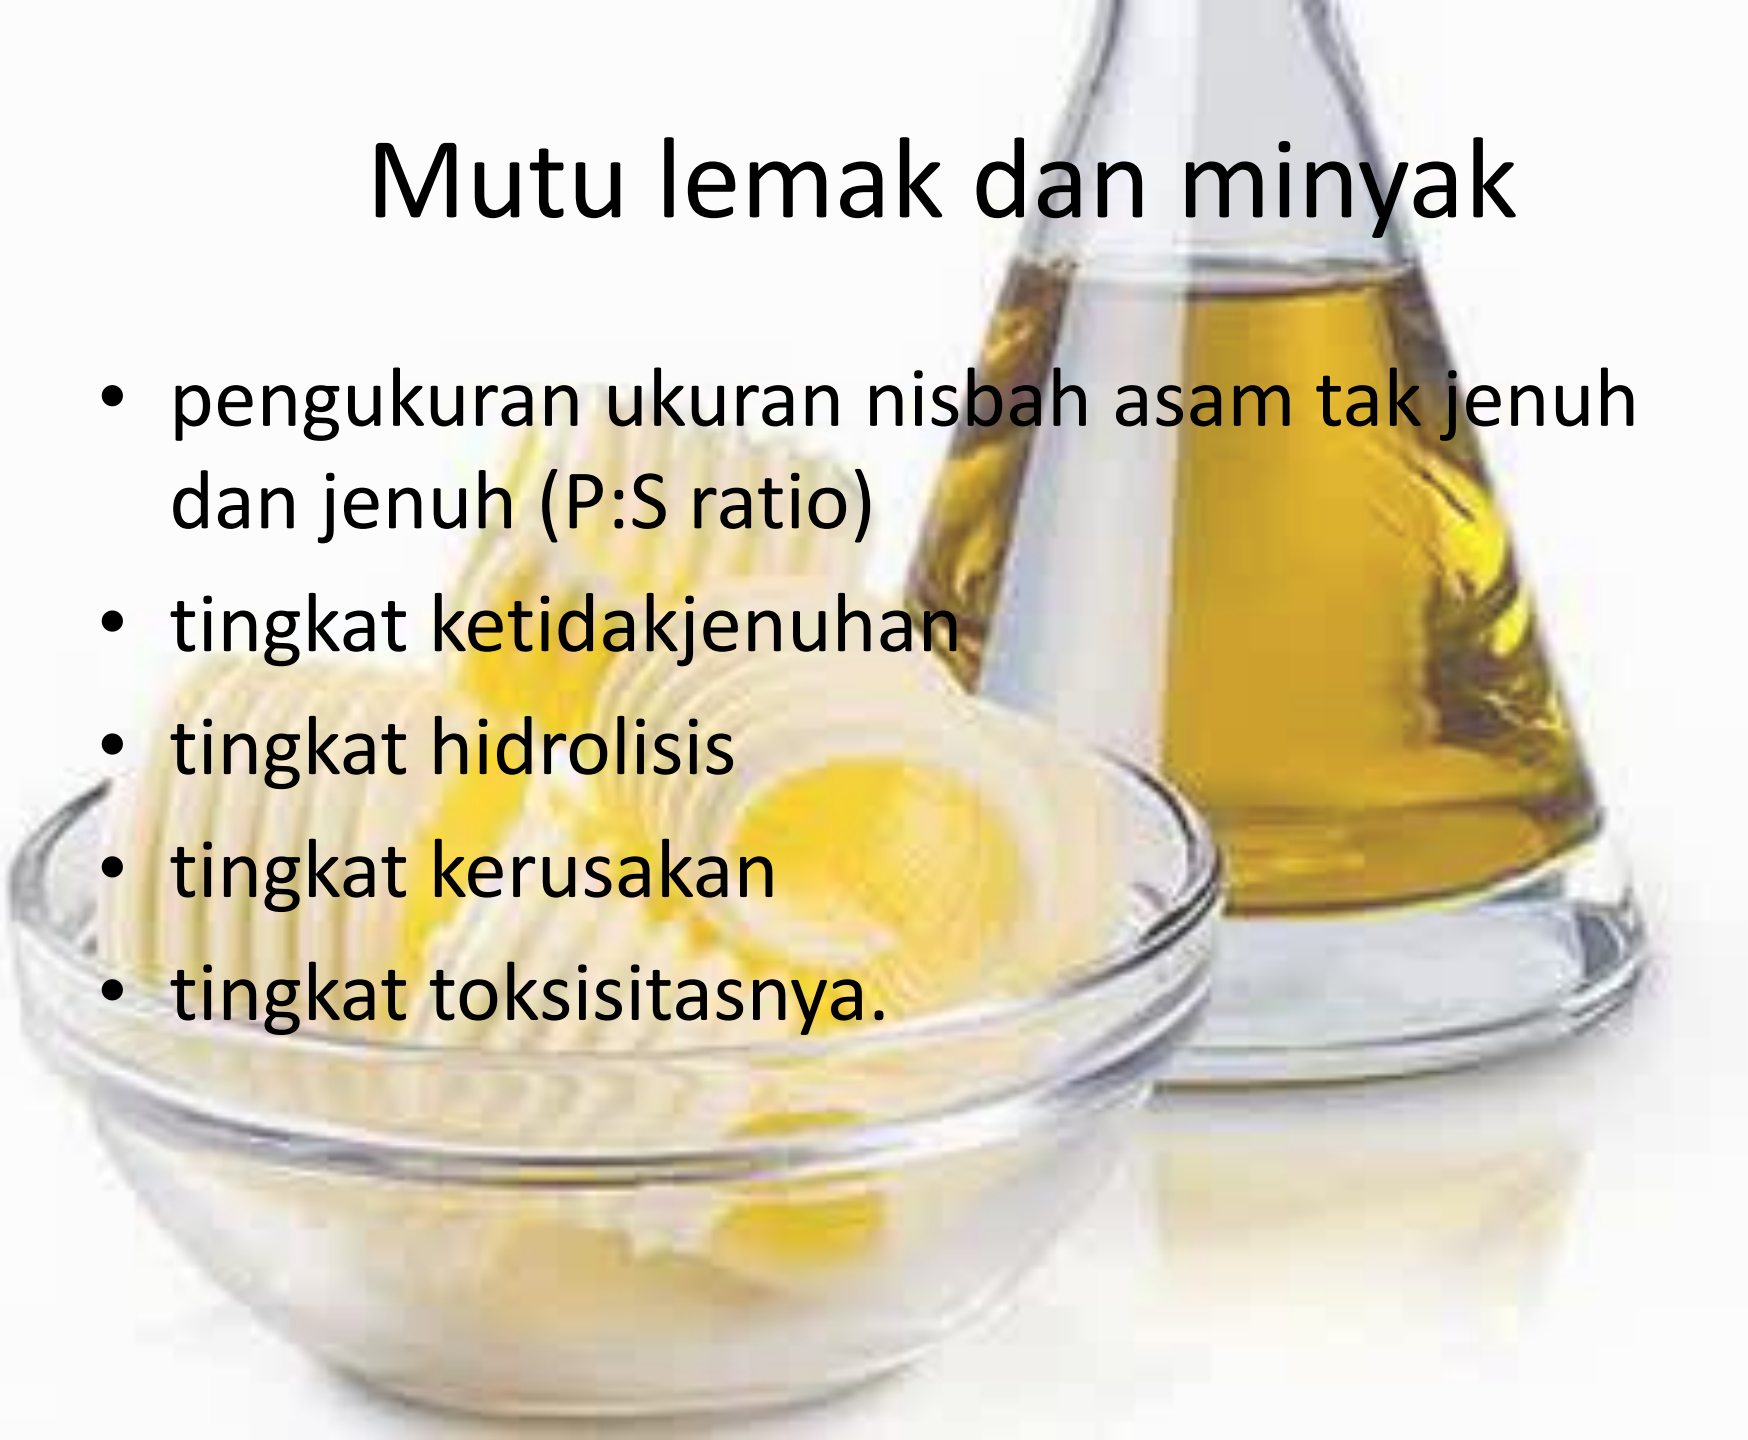 Mutu lemak dan minyak
• pengukuran ukuran nisbah asam tak jenuh
dan jenuh (P:S ratio)
• tingkat ketidakjenuhan
• tingkat hidrolisis
• tingkat kerusakan
• tingkat toksisitasnya.